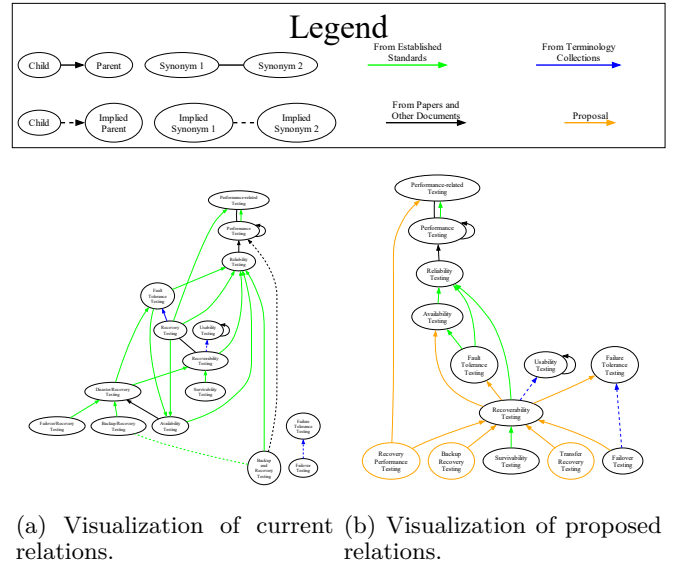 Legend
Child
Parent
Synonym 1
Synonym 2
From Established
Standards
From Terminology
Collections
Child
Implied
Parent
Implied
Synonym 1
Implied
Synonym 2
From Papers and
Other Documents
Proposal
Performance-related
Testing
Performance
Testing
Reliability
Testing
Fault
Tolerance
Testing
Recovery
Testing
Usability
Testing
Recoverability
Testing
Disaster/Recovery
Testing
Survivability
Testing
Failover/Recovery
Testing
Backup/Recovery
Testing
Availability
Testing
Failure
Tolerance
Testing
Backup
and
Recovery
Testing
Failover
Testing
Performance-related
Testing
Performance
Testing
Reliability
Testing
Availability
Testing
Fault
Tolerance
Testing
Usability
Testing
Failure
Tolerance
Testing
Recoverability
Testing
Recovery
Performance
Testing
Backup
Recovery
Testing
Survivability
Testing
Transfer
Recovery
Testing
Failover
Testing
(a) Visualization of current
relations.
(b) Visualization of proposed
relations.